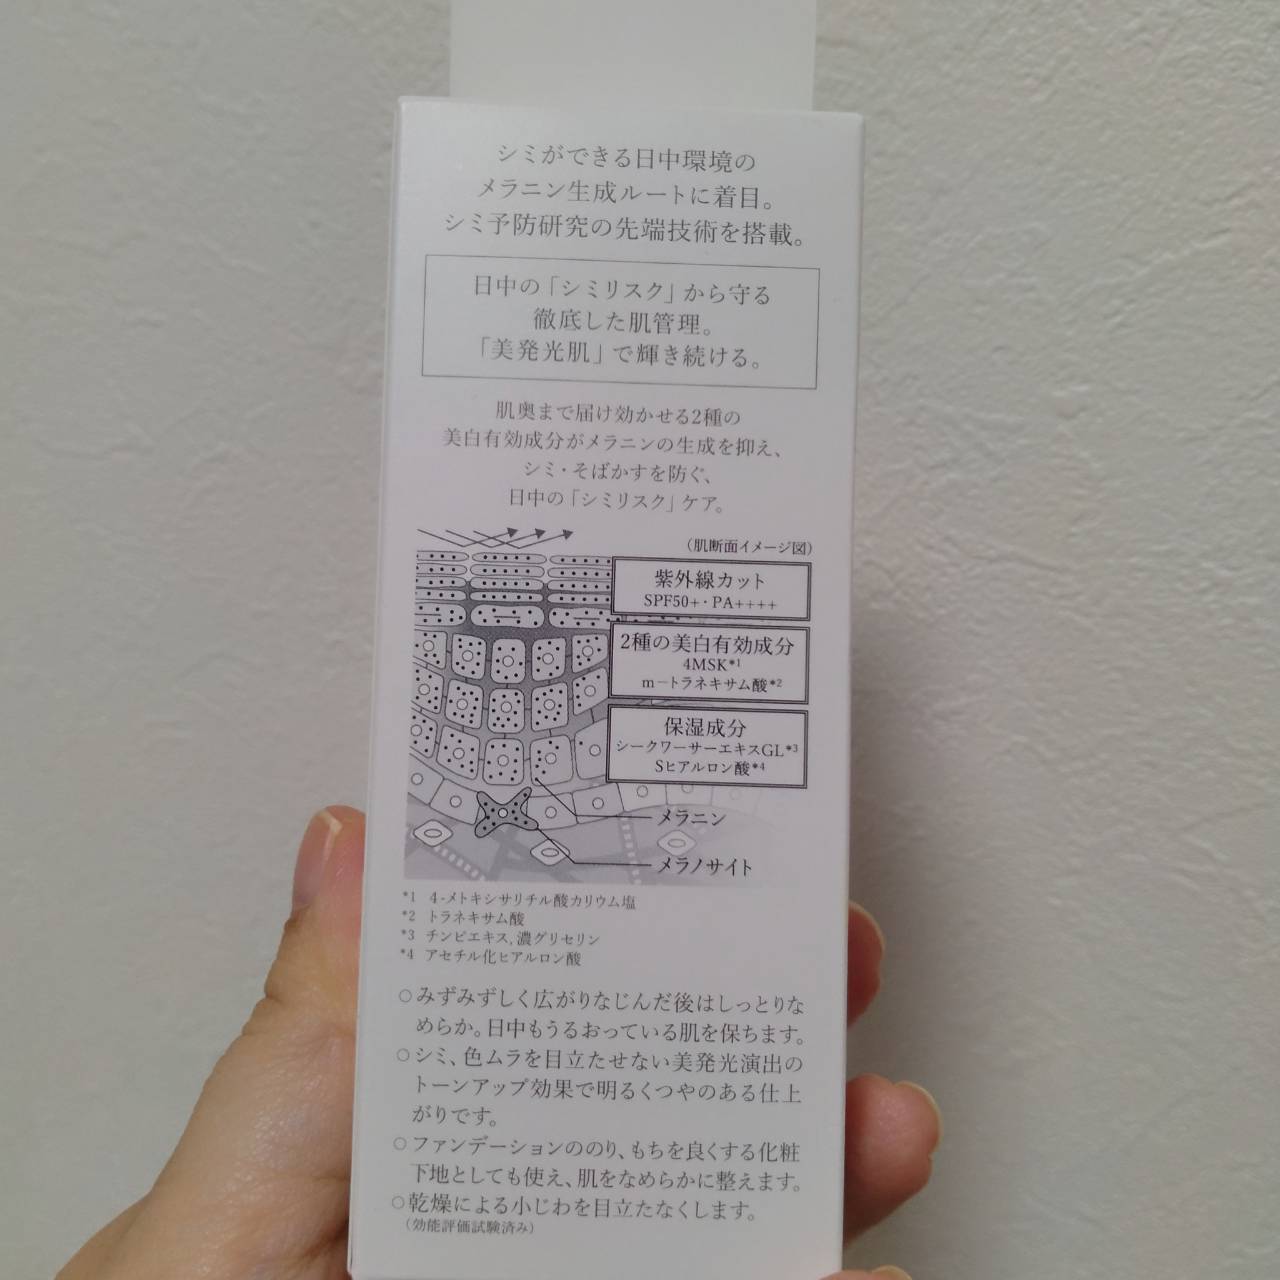 シミができる日中環境の
メラニン生成ルートに着目。
シミ予防研究の先端技術を搭載。
日中の「シミリスク」から守る
徹底した肌管理。
「美発光肌」で輝き続ける。
肌奥まで届け効かせる2種の
美白有効成分がメラニンの生成を抑え、
シミ・そばかすを防ぐ、
日中の「シミリスク」ケア。
(肌断面イメージ図)
紫外線カット
SPF50+・PA++++
2種の美白有効成分
4MSK*1
m-トラネキサム酸*2
保湿成分
シークワーサーエキスGL*3
Sヒアルロン酸*4
メラニン
メラノサイト
*1 4-メトキシサリチル酸カリウム塩
*2 トラネキサム酸
*3 チンピエキス,濃グリセリン
*4 アセチル化ヒアルロン酸
○みずみずしく広がりなじんだ後はしっとりな
めらか。日中もうるおっている肌を保ちます。
○シミ、色ムラを目立たせない美発光演出の
トーンアップ効果で明るくつやのある仕上
がりです。
○ファンデーションののり、もちを良くする化粧
下地としても使え、肌をなめらかに整えます。
○乾燥による小じわを目立たなくします。
(効能評価試験済み)